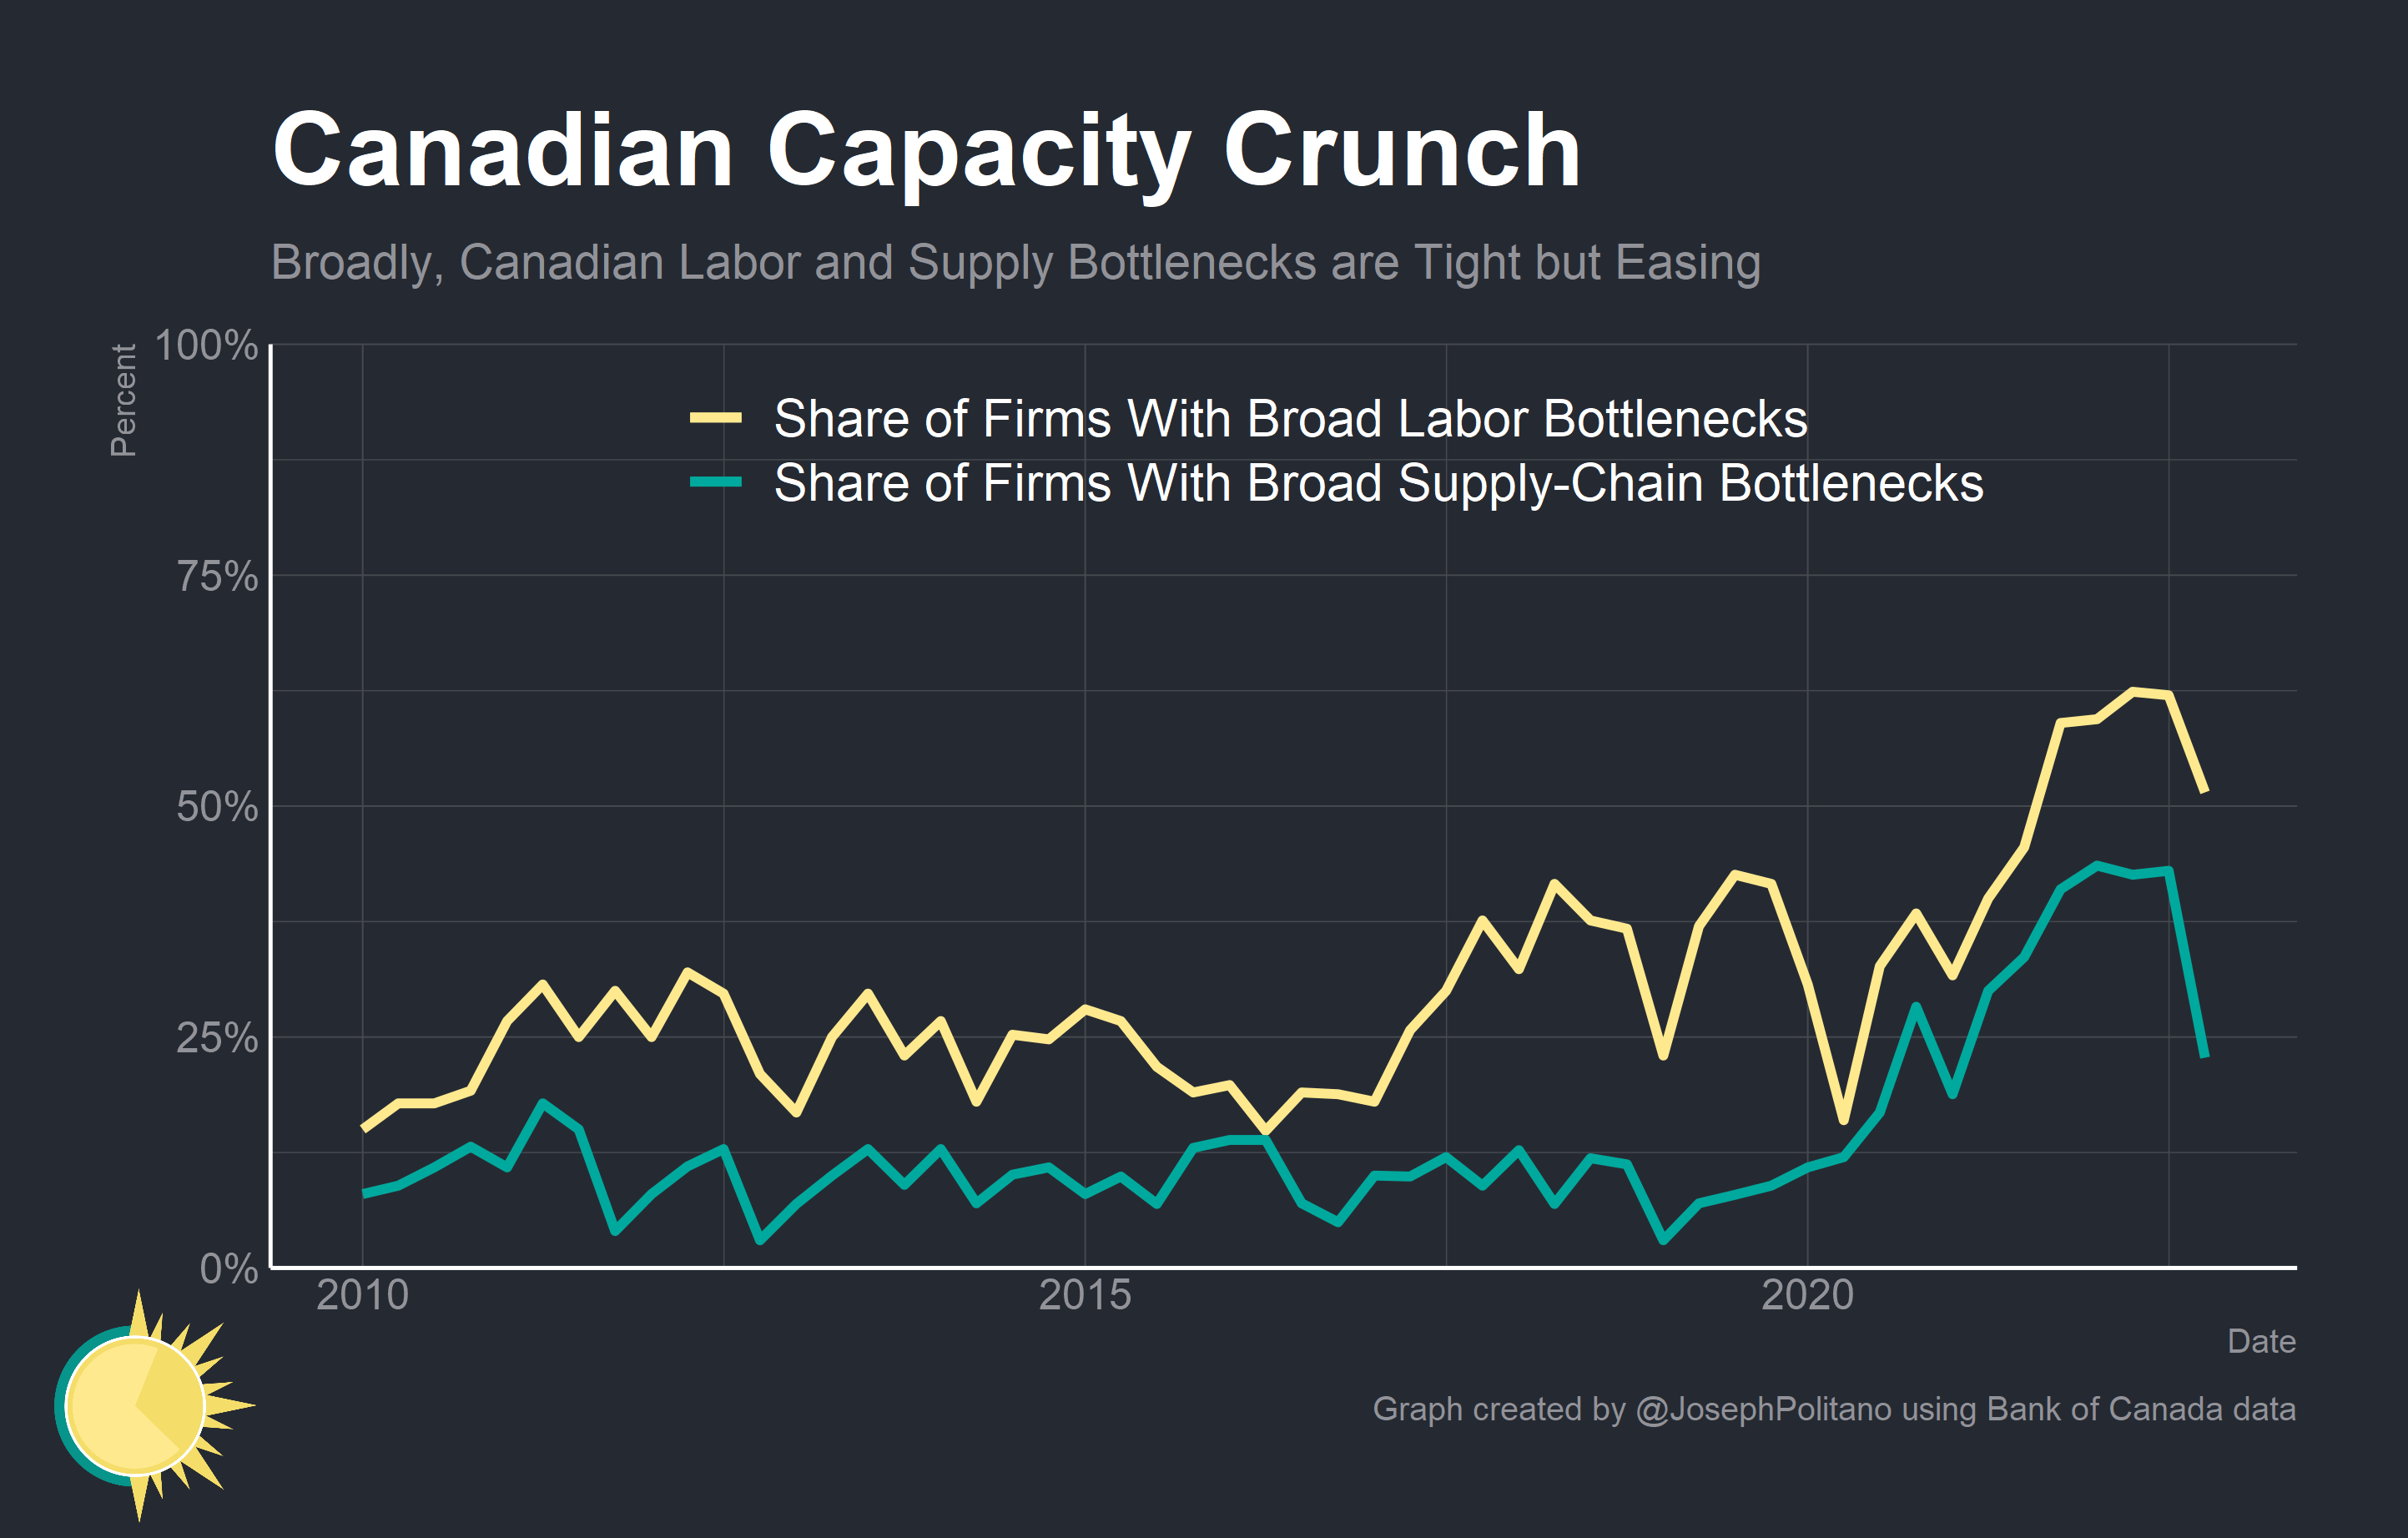 Canadian Capacity Crunch
Broadly, Canadian Labor and Supply Bottlenecks are Tight but Easing
Percent
100%
75%
50%
25%
0%
Share of Firms With Broad Labor Bottlenecks
Share of Firms With Broad Supply-Chain Bottlenecks
2010
2015
2020
Date
Graph created by @JosephPolitano using Bank of Canada data